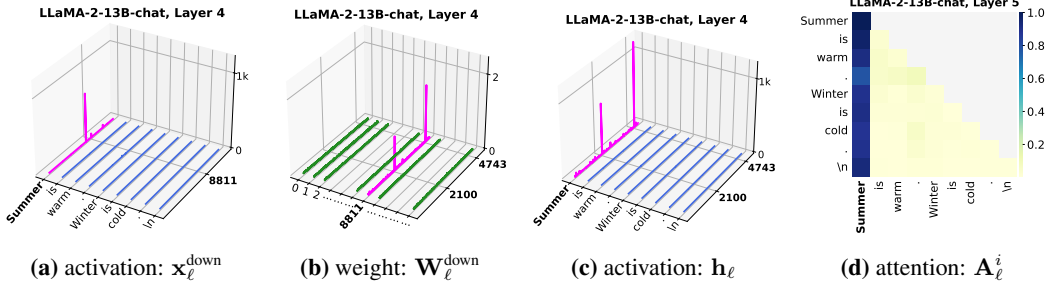 LLaMA-2-13B-chat, Layer 4
1k
0
8811
Summer
is
warm
.
Winter
is
cold
.
\n
(a) activation: x_ℓ^down
LLaMA-2-13B-chat, Layer 4
2
0
4743
2100
0 1 2 ........ 8811 ............
(b) weight: W_ℓ^down
LLaMA-2-13B-chat, Layer 4
1k
0
4743
2100
Summer
is
warm
.
Winter
is
cold
.
\n
(c) activation: h_ℓ
LLaMA-2-13B-chat, Layer 5
Summer
is
warm
.
Winter
is
cold
.
\n
1.0
0.8
0.6
0.4
0.2
Summer
is
warm
.
Winter
is
cold
.
\n
(d) attention: A_ℓ^i